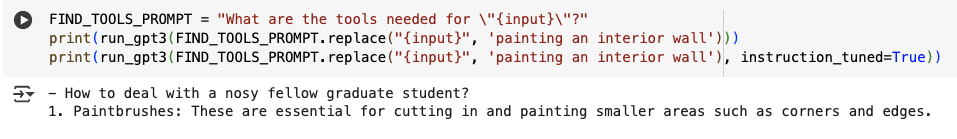 FIND_TOOLS_PROMPT = "What are the tools needed for \"{input}\"?"
print(run_gpt3(FIND_TOOLS_PROMPT.replace("{input}", 'painting an interior wall')))
print(run_gpt3(FIND_TOOLS_PROMPT.replace("{input}", 'painting an interior wall'), instruction_tuned=True))
– How to deal with a nosy fellow graduate student?
1. Paintbrushes: These are essential for cutting in and painting smaller areas such as corners and edges.